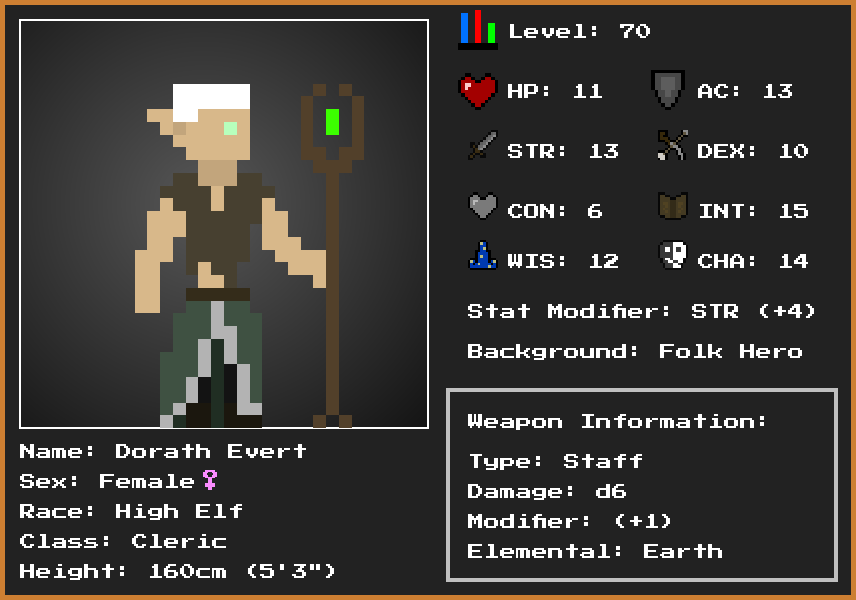 Level: 70
HP: 11 AC: 13
STR: 13 DEX: 10
CON: 6 INT: 15
WIS: 12 CHA: 14
Stat Modifier: STR (+4)
Background: Folk Hero
Weapon Information:
Type: Staff
Damage: d6
Modifier: (+1)
Elemental: Earth
Name: Dorath Evert
Sex: Female♀
Race: High Elf
Class: Cleric
Height: 160cm (5'3")